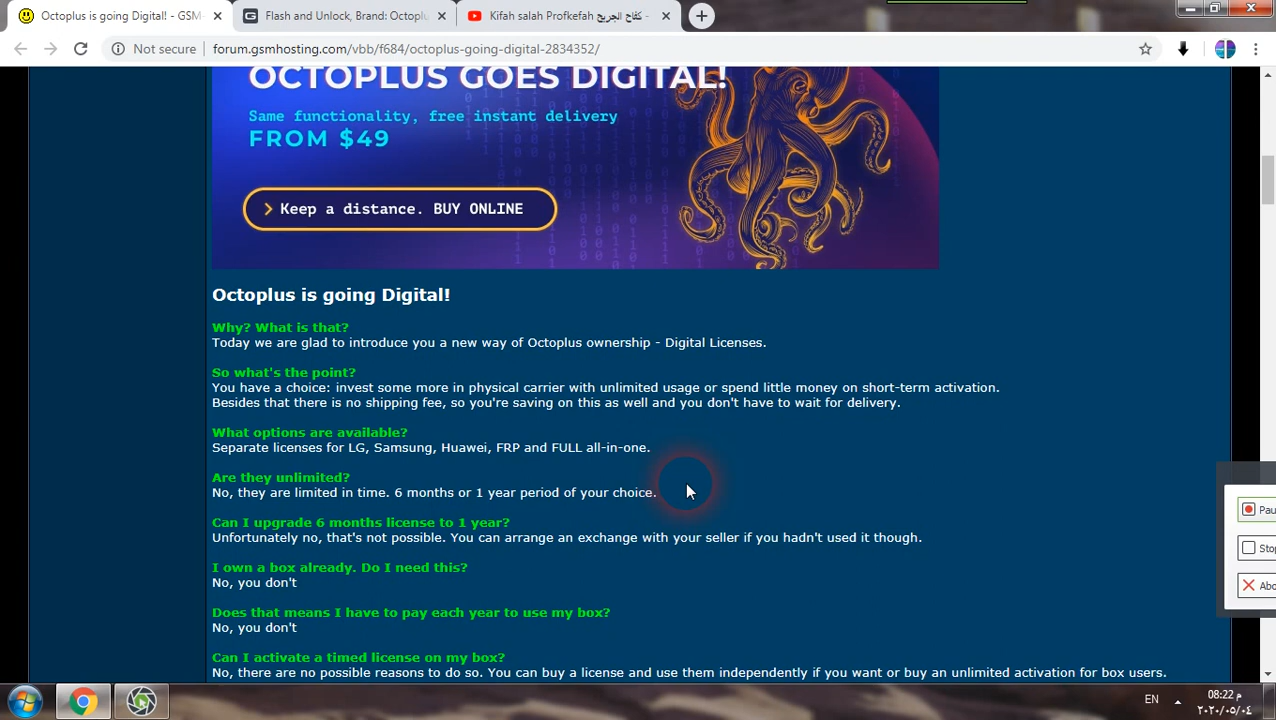 Octoplus is going Digital! - GSM-
Flash and Unlock, Brand: Octoplu
Kifah salah Profkefah كفاح الجريح -
Not secure
forum.gsmhosting.com/vbb/f684/octoplus-going-digital-2834352/
OCTOPLUS GOES DIGITAL!
Same functionality, free instant delivery
FROM $49
> Keep a distance. BUY ONLINE
Octoplus is going Digital!
Why? What is that?
Today we are glad to introduce you a new way of Octoplus ownership - Digital Licenses.
So what's the point?
You have a choice: invest some more in physical carrier with unlimited usage or spend little money on short-term activation.
Besides that there is no shipping fee, so you're saving on this as well and you don't have to wait for delivery.
What options are available?
Separate licenses for LG, Samsung, Huawei, FRP and FULL all-in-one.
Are they unlimited?
No, they are limited in time. 6 months or 1 year period of your choice.
Can I upgrade 6 months license to 1 year?
Unfortunately no, that's not possible. You can arrange an exchange with your seller if you hadn't used it though.
I own a box already. Do I need this?
No, you don't
Does that means I have to pay each year to use my box?
No, you don't
Can I activate a timed license on my box?
No, there are no possible reasons to do so. You can buy a license and use them independently if you want or buy an unlimited activation for box users.
Pau
Stop
Abo
EN
08:22 م
٢٠٢٠/٠٥/٠٤